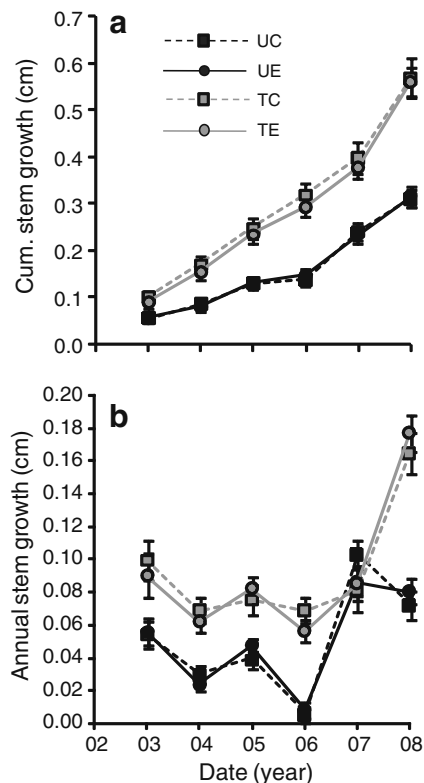 a
UC
UE
TC
TE
0.7
0.6
0.5
0.4
0.3
0.2
0.1
0.0
Cum. stem growth (cm)
b
0.20
0.18
0.16
0.14
0.12
0.10
0.08
0.06
0.04
0.02
0.00
Annual stem growth (cm)
02 03 04 05 06 07 08
Date (year)